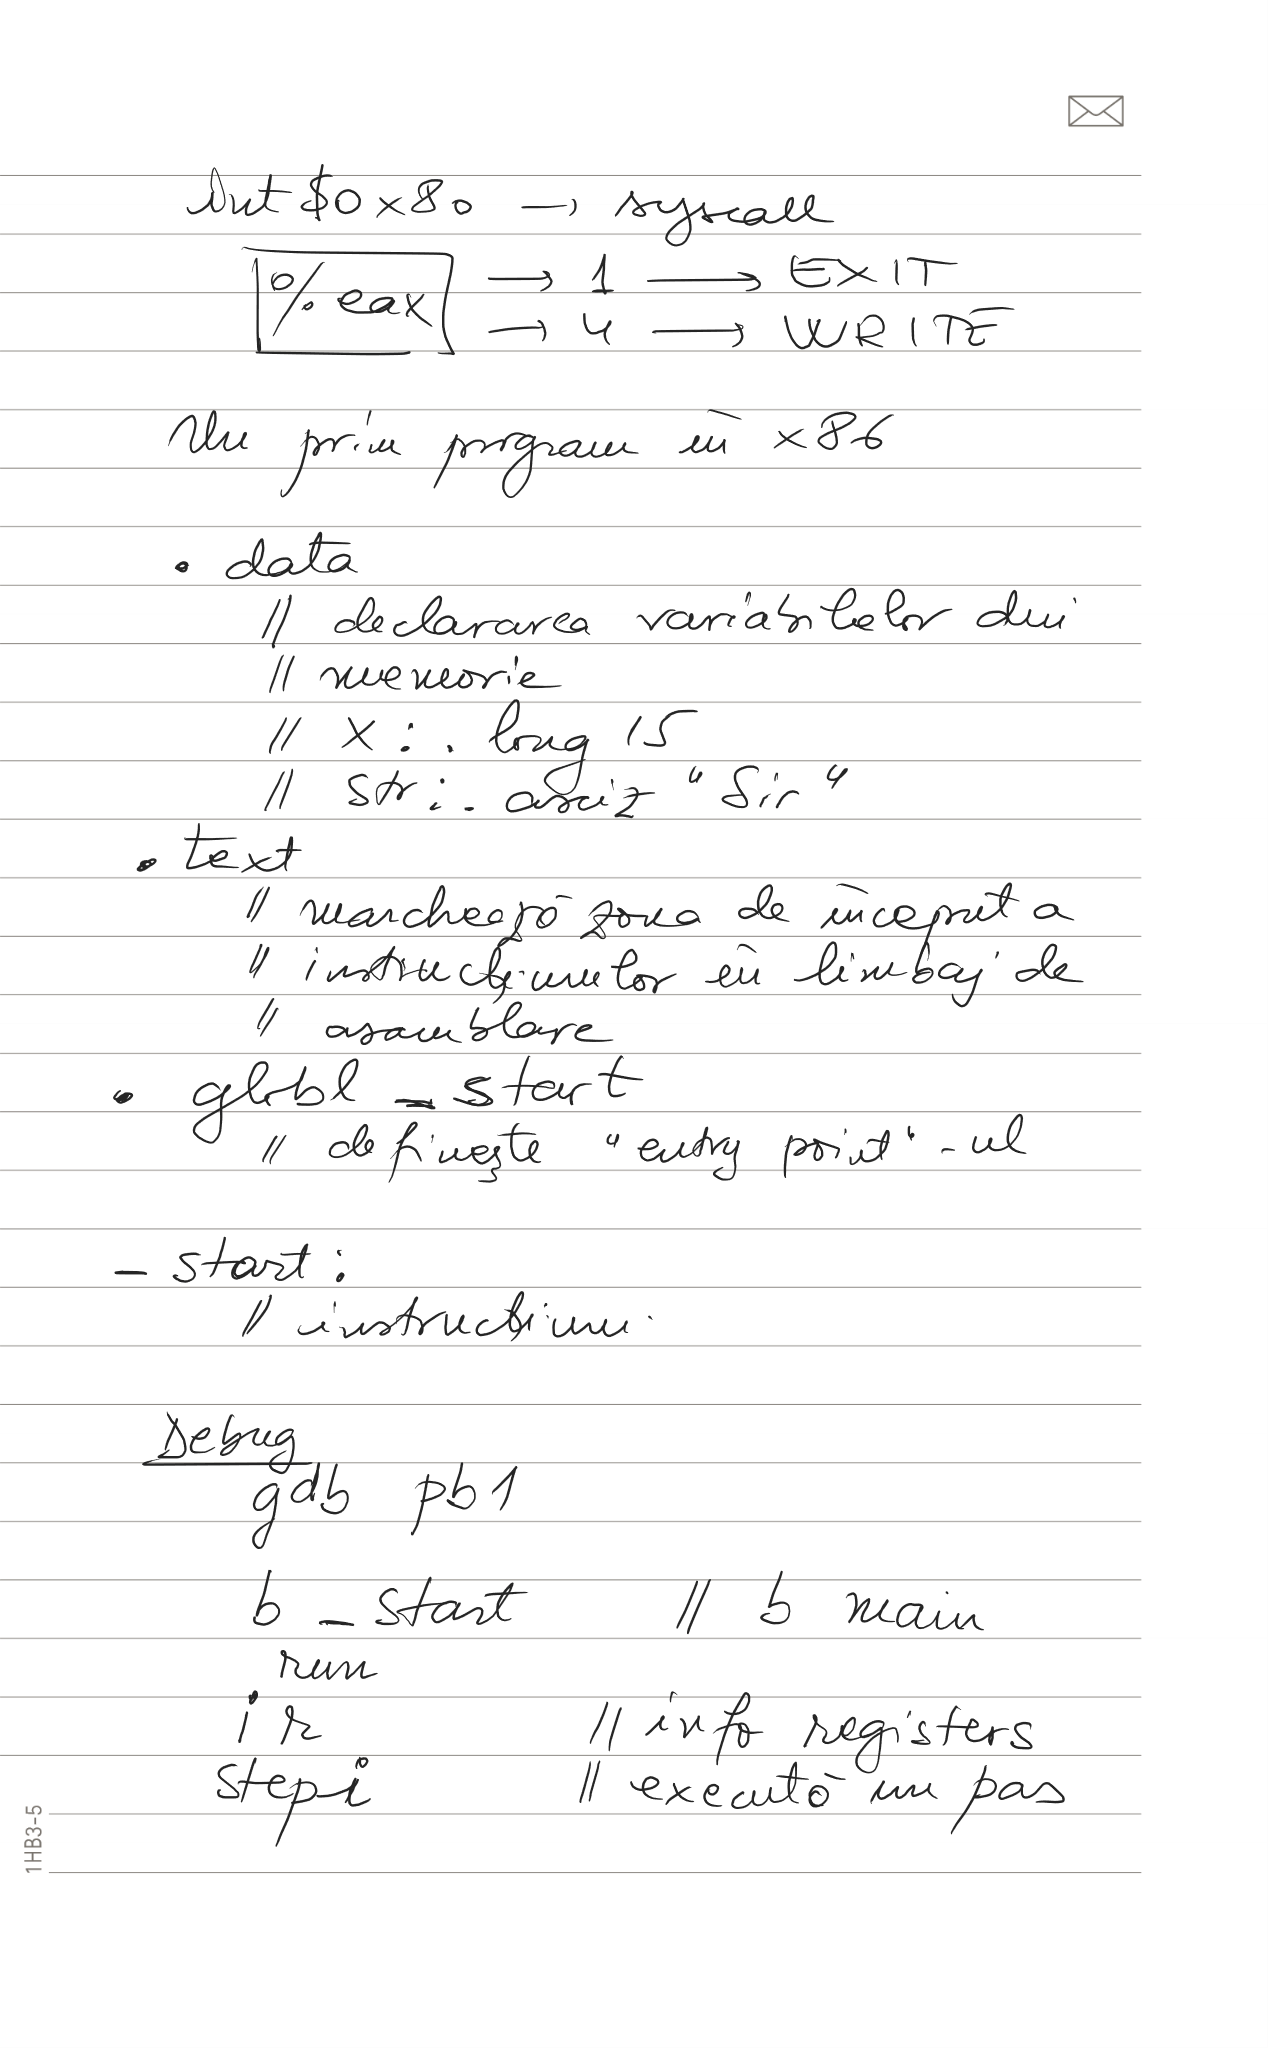 int $0x80 → syscall
%eax → 1 → EXIT
→ 4 → WRITE
Un prim program în x86
.data
// declararea variabilelor din
// memorie
// x: .long 15
// str: .asciz "Sir"
.text
// marchează zona de început a
// instrucțiunilor în limbaj de
// asamblare
.globl _start
// definește "entry point"-ul
_start:
// instrucțiuni
Debug
gdb pb1
b _start // b main
run
i r // info registers
stepi // execută un pas
1HB3-5